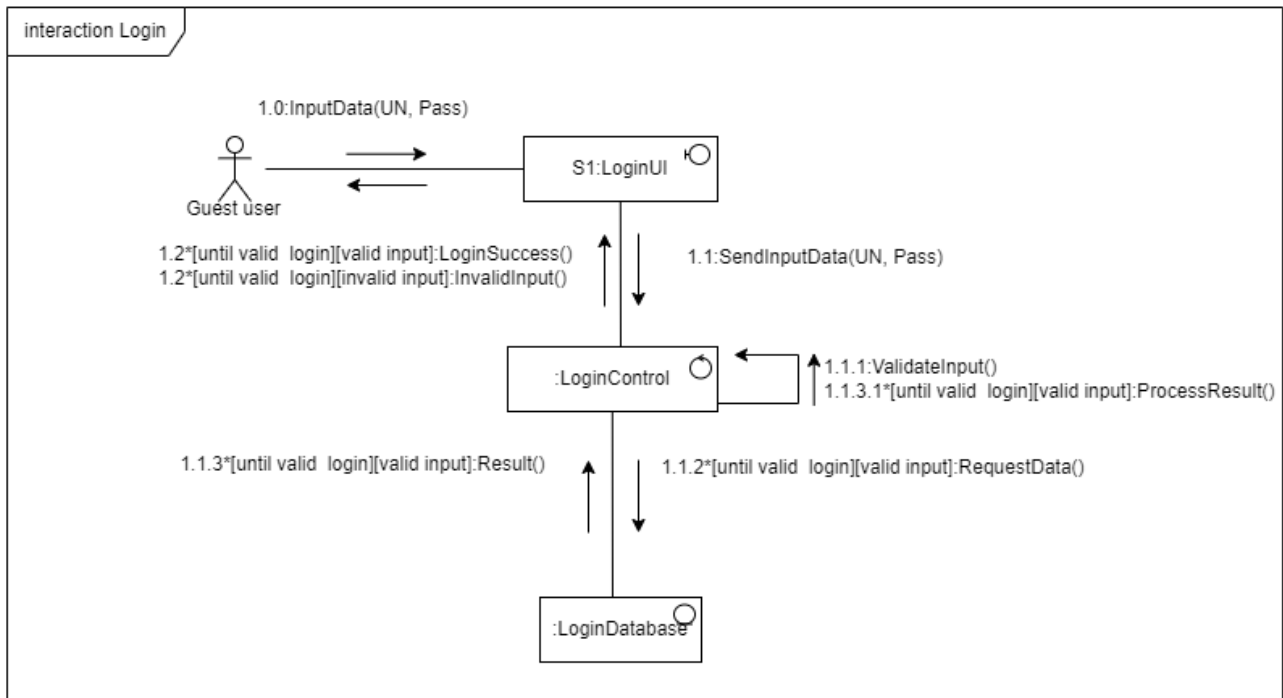 interaction Login
1.0:InputData(UN, Pass)
S1:LoginUI
Guest user
1.2*[until valid  login][valid input]:LoginSuccess()
1.2*[until valid  login][invalid input]:InvalidInput()
1.1:SendInputData(UN, Pass)
:LoginControl
1.1.1:ValidateInput()
1.1.3.1*[until valid  login][valid input]:ProcessResult()
1.1.3*[until valid  login][valid input]:Result()
1.1.2*[until valid  login][valid input]:RequestData()
:LoginDatabase